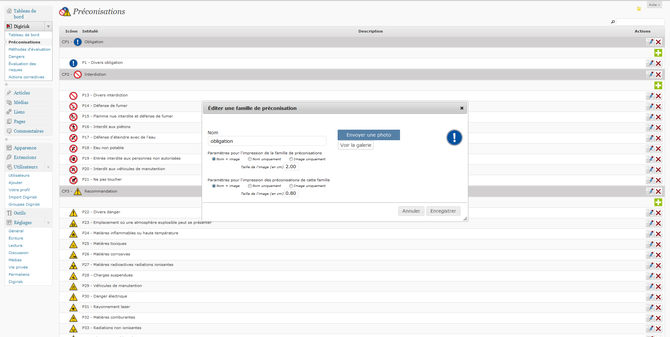 Aide
Préconisations
Tableau de
bord
Digirisk
Tableau de bord
Préconisations
Méthodes d'évaluation
Dangers
Évaluation des
risques
Actions correctives
Articles
Médias
Liens
Pages
Commentaires
Apparence
Extensions
Utilisateurs
Utilisateurs
Ajouter
Votre profil
Import Digirisk
Groupes Digirisk
Outils
Réglages
Général
Écriture
Lecture
Discussion
Médias
Vie privée
Permaliens
Digirisk
Icône Intitulé Description Actions
CP1 - Obligation
P1 - Divers obligation
CP2 - Interdiction
P13 - Divers interdiction
P14 - Défense de fumer
P15 - Flamme nue interdite et défense de fumer
P16 - Interdit aux piétons
P17 - Défense d'éteindre avec de l'eau
P18 - Eau non potable
P19 - Entrée interdite aux personnes non autorisées
P20 - Interdit aux véhicules de manutention
P21 - Ne pas toucher
CP3 - Recommandation
P22 - Divers danger
P23 - Emplacement où une atmosphère explosible peut se présenter
P24 - Matières inflammables ou haute température
P25 - Matières toxiques
P26 - Matières corrosives
P27 - Matières radioactives radiations ionisantes
P28 - Charges suspendues
P29 - Véhicules de manutention
P30 - Danger électrique
P31 - Rayonnement laser
P32 - Matières comburantes
P33 - Radiations non ionisantes
Éditer une famille de préconisation
Nom
obligation
Envoyer une photo
Voir la galerie
Paramètres pour l'impression de la famille de préconisations
Nom + image Nom uniquement Image uniquement
Taille de l'image (en cm) 2.00
Paramètres pour l'impression des préconisations de cette famille
Nom + image Nom uniquement Image uniquement
Taille de l'image (en cm) 0.80
Annuler Enregistrer